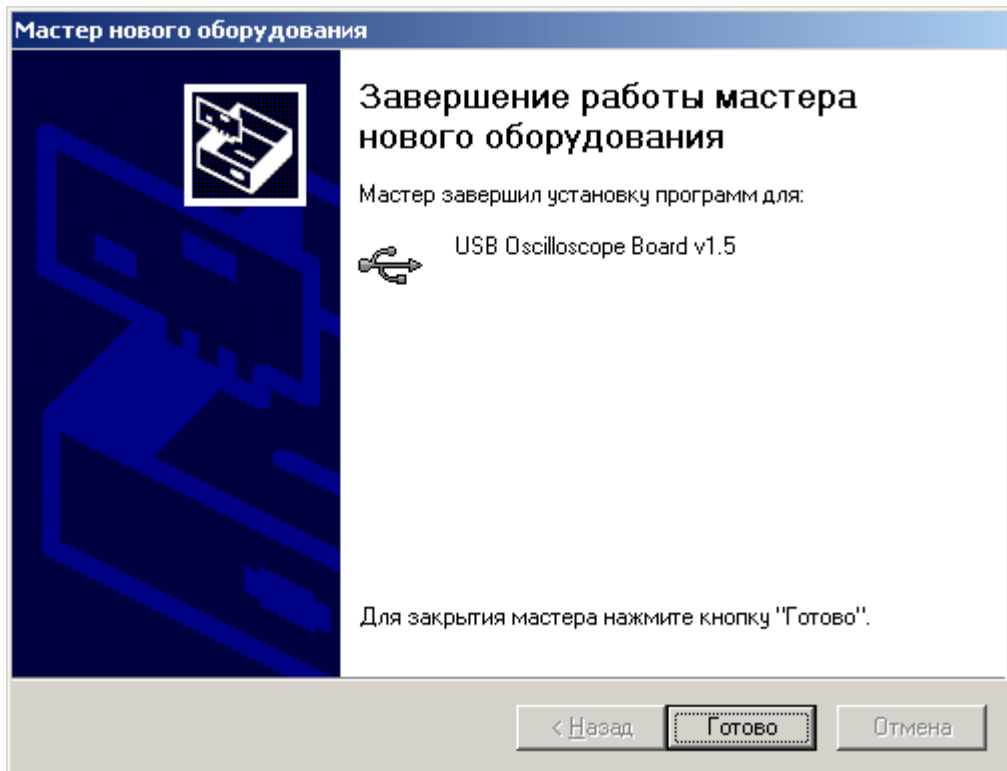 Мастер нового оборудования
Завершение работы мастера
нового оборудования
Мастер завершил установку программ для:
USB Oscilloscope Board v1.5
Для закрытия мастера нажмите кнопку "Готово".
< Назад
Готово
Отмена